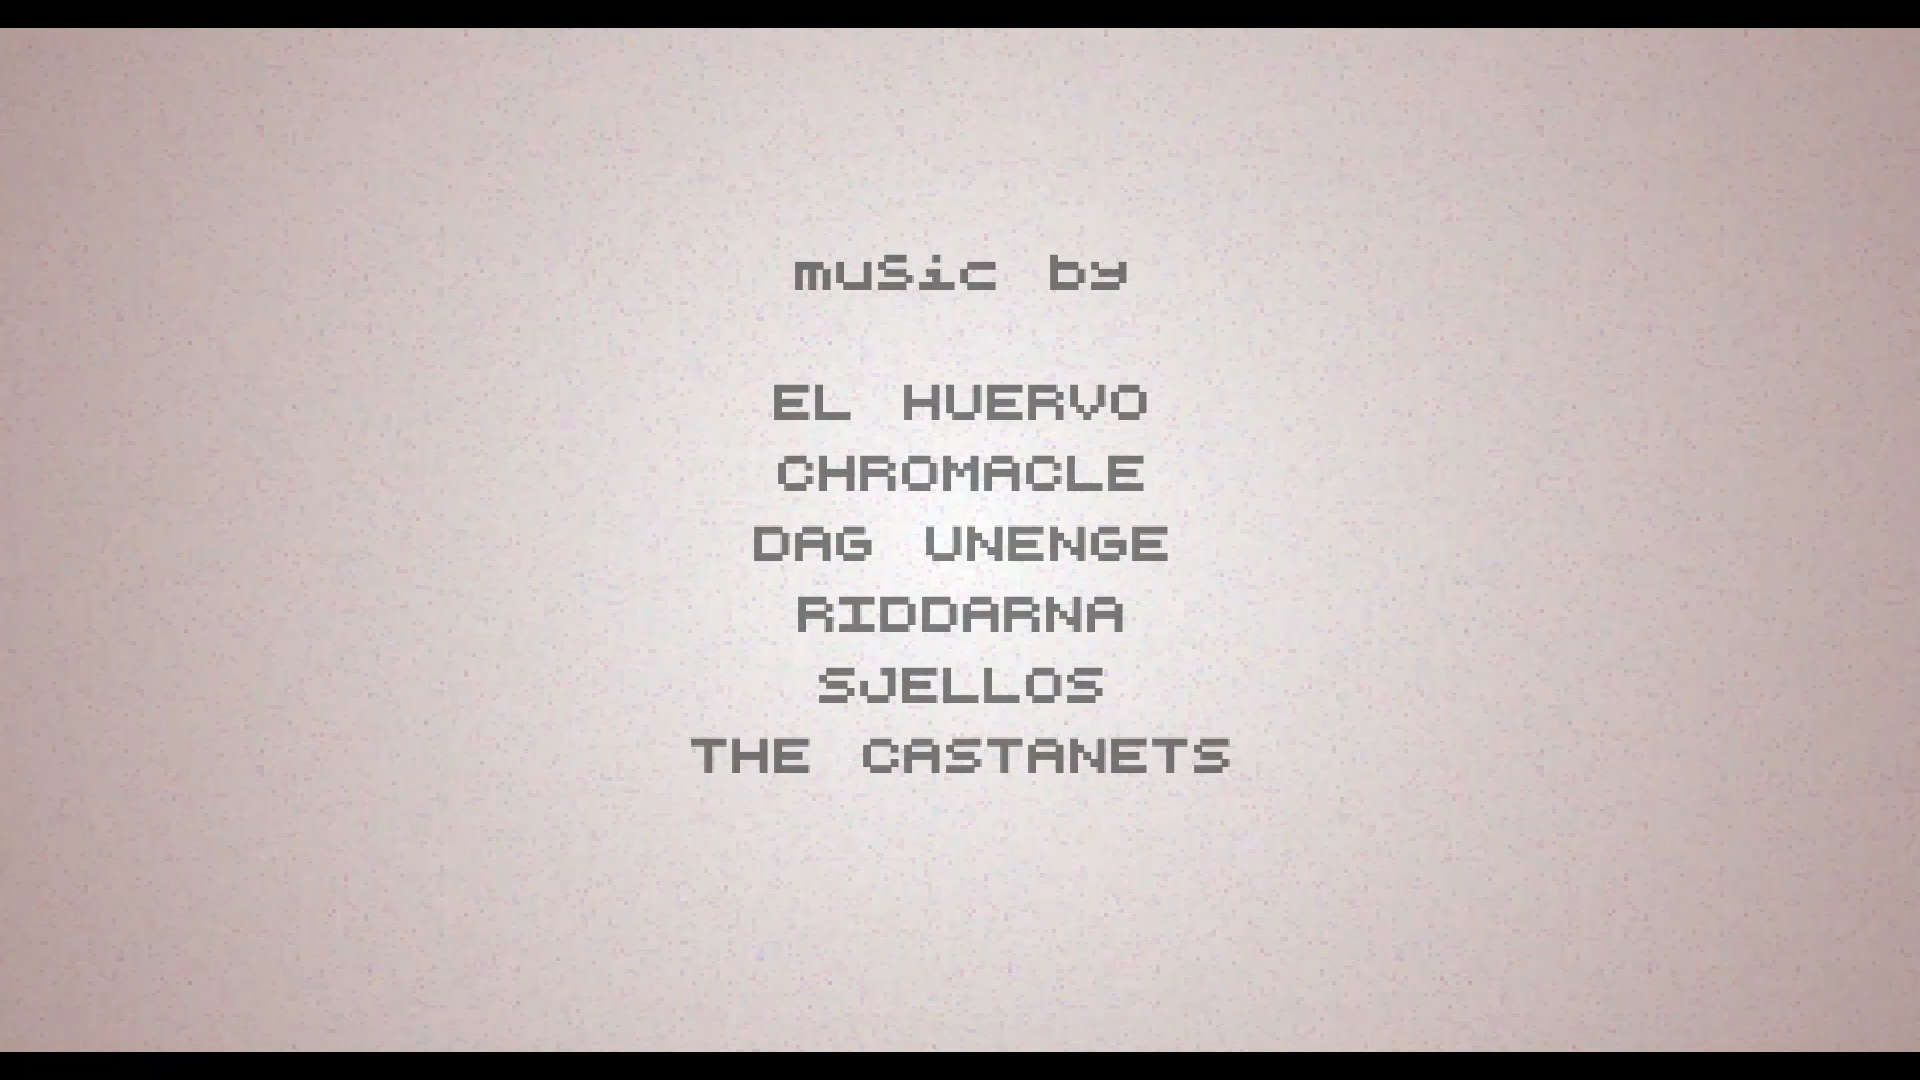 music by
EL HUERVO
CHROMACLE
DAG UNENGE
RIDDARNA
SJELLOS
THE CASTANETS